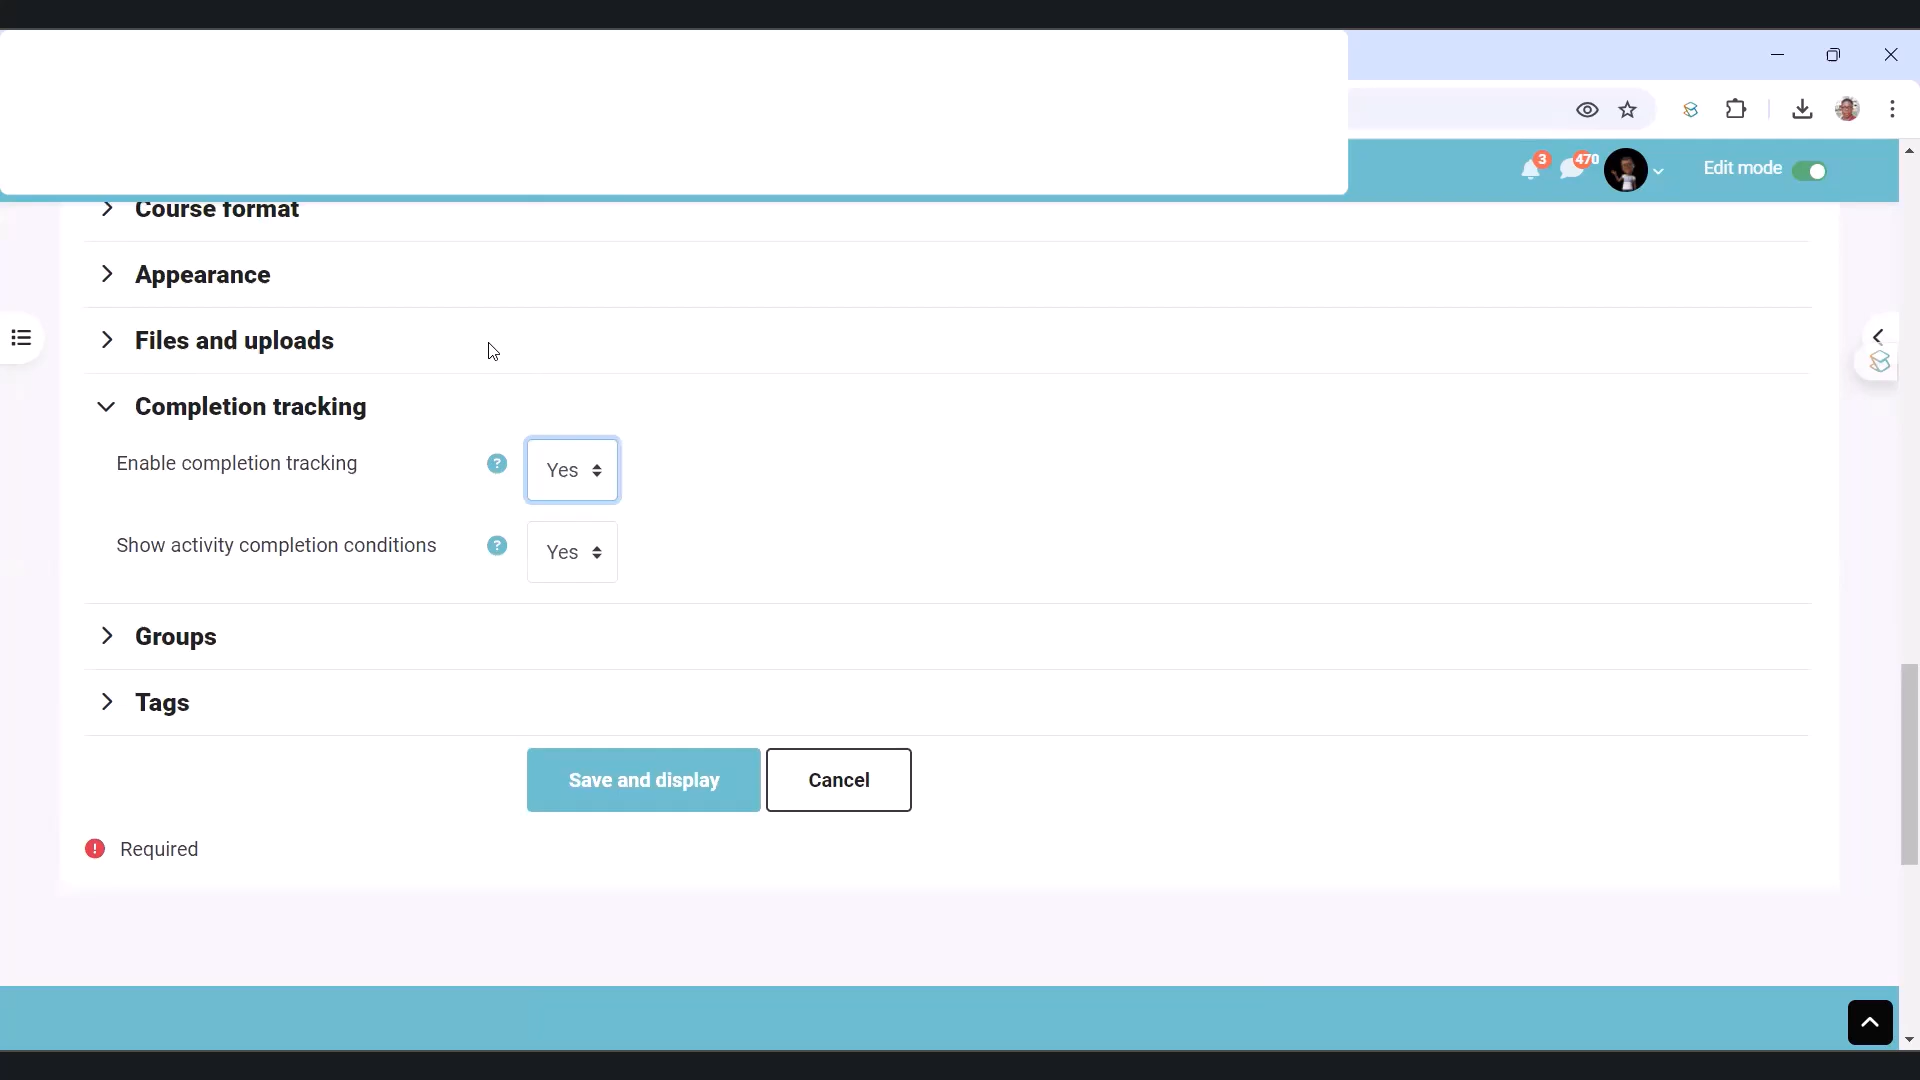 3
470
Edit mode
Course format
Appearance
Files and uploads
Completion tracking
Enable completion tracking ? Yes
Show activity completion conditions ? Yes
Groups
Tags
Save and display Cancel
! Required